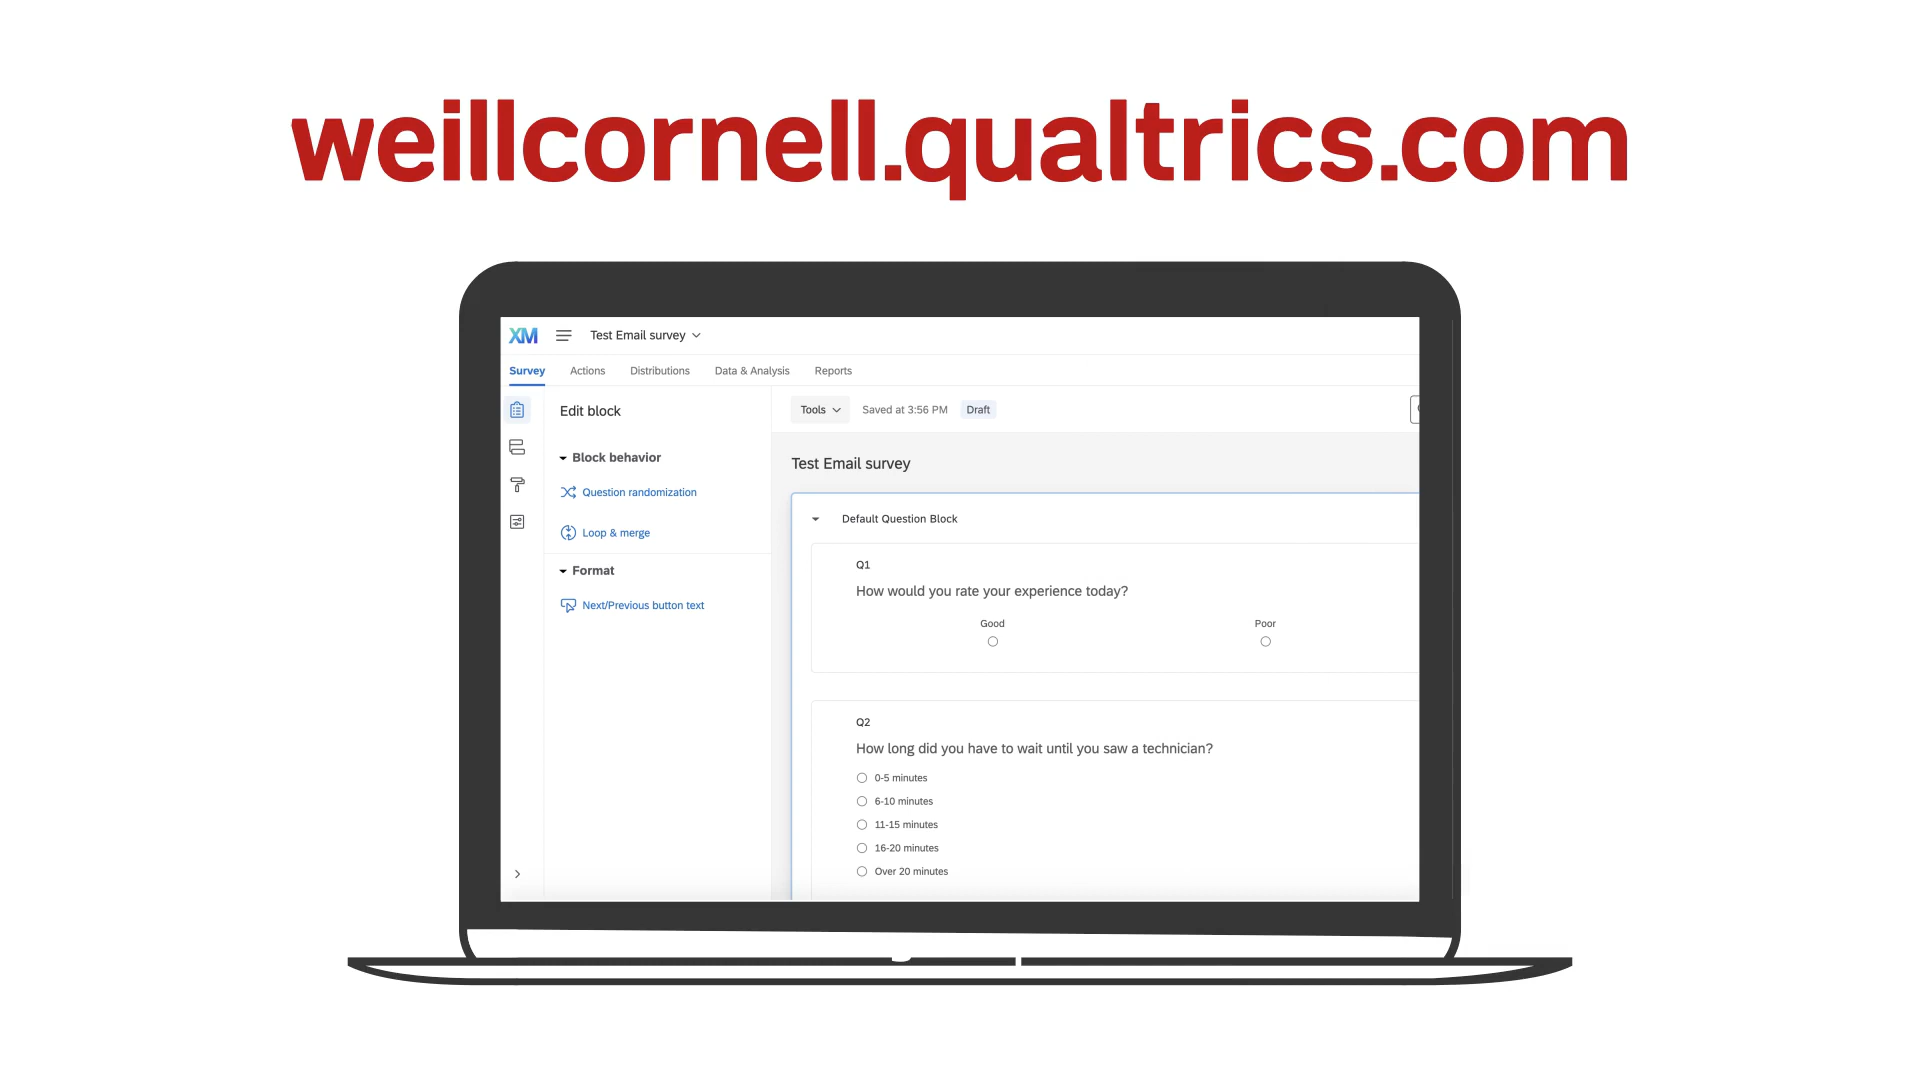 weillcornell.qualtrics.com
XM
Test Email survey
Survey Actions Distributions Data & Analysis Reports
Edit block
Tools Saved at 3:56 PM Draft
Block behavior
Test Email survey
Question randomization
Default Question Block
Loop & merge
Q1
Format
How would you rate your experience today?
Next/Previous button text
Good Poor
Q2
How long did you have to wait until you saw a technician?
0-5 minutes
6-10 minutes
11-15 minutes
16-20 minutes
Over 20 minutes